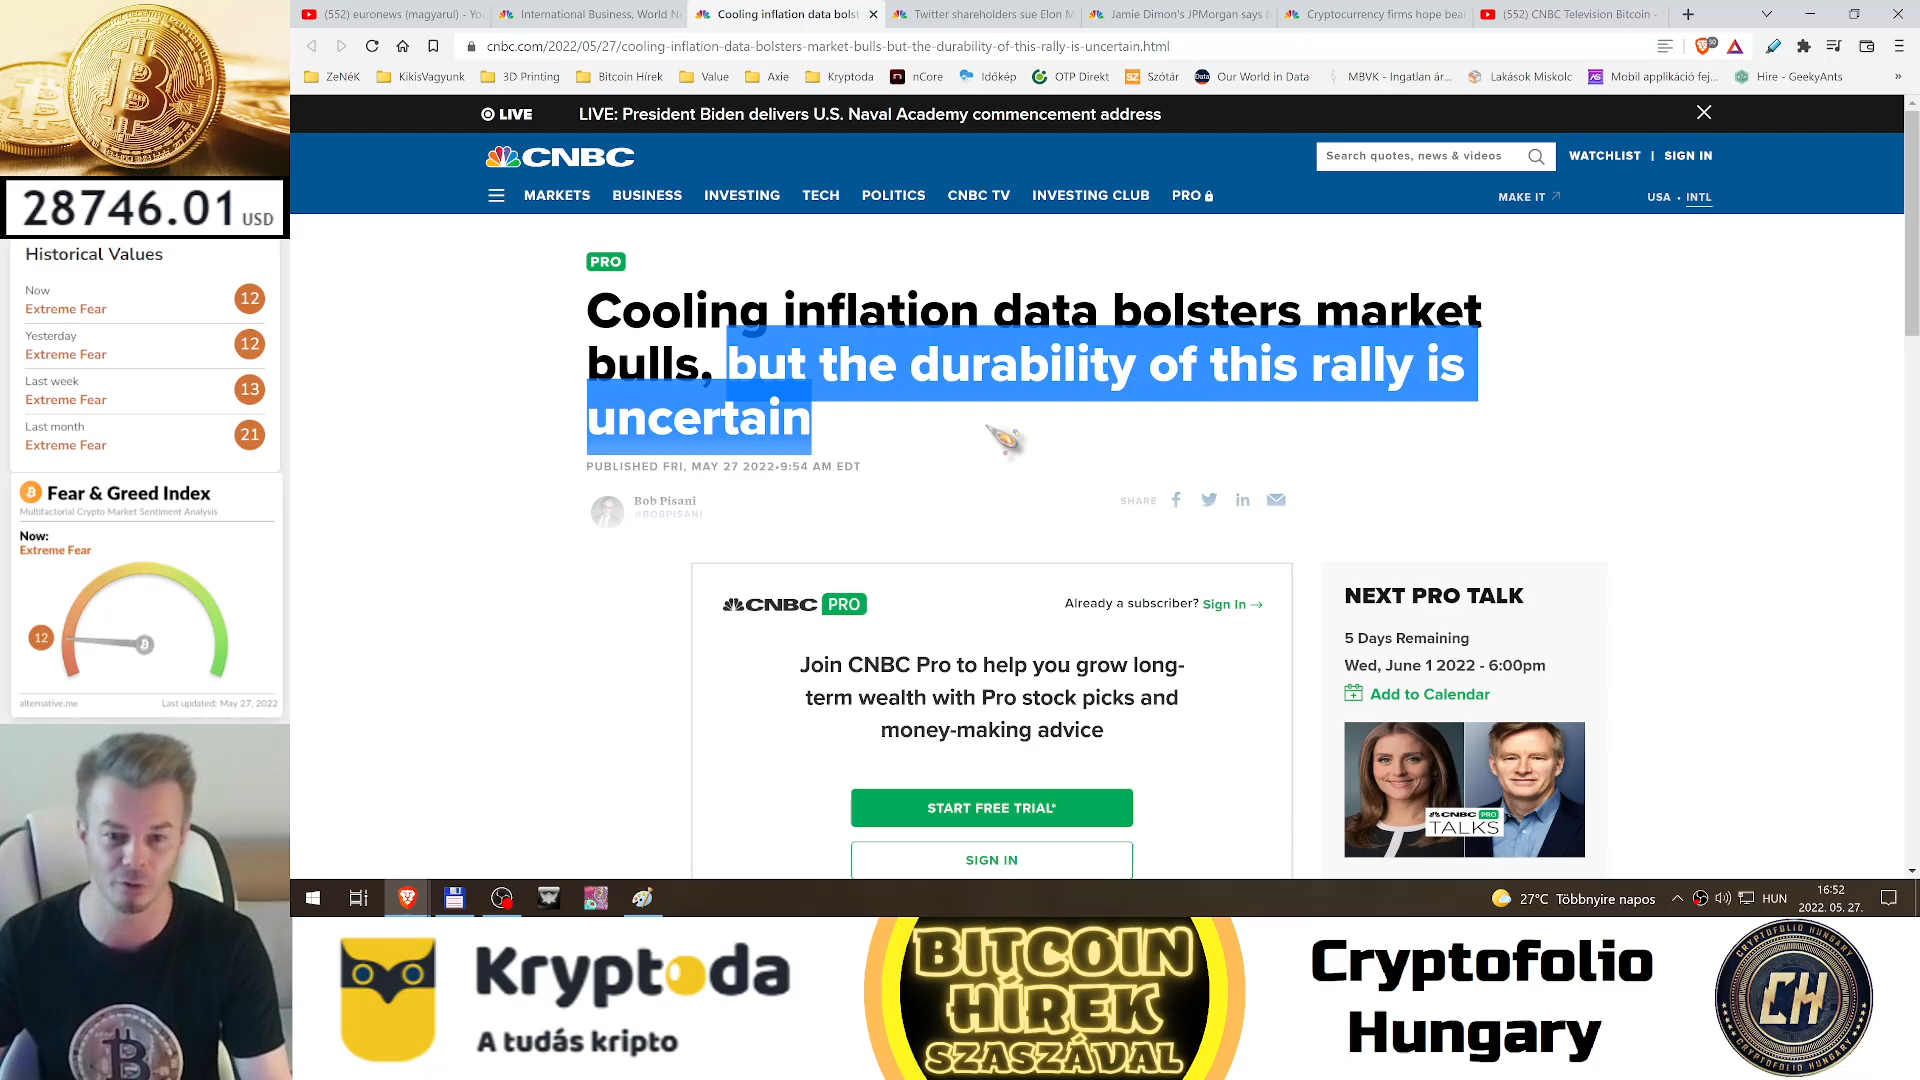 (552) euronews (magyarul) - Yo
International Business, World N
Cooling inflation data bolst
Twitter shareholders sue Elon M
Jamie Dimon's JPMorgan says b
Cryptocurrency firms hope bea
(552) CNBC Television Bitcoin -
cnbc.com/2022/05/27/cooling-inflation-data-bolsters-market-bulls-but-the-durability-of-this-rally-is-uncertain.html
ZeNéK
KikisVagyunk
3D Printing
Bitcoin Hírek
Value
Axie
Kryptoda
nCore
Időkép
OTP Direkt
SZ Szótár
Our World in Data
MBVK - Ingatlan ár...
Lakások Miskolc
Mobil applikáció fej...
Hire - GeekyAnts
»
LIVE
LIVE: President Biden delivers U.S. Naval Academy commencement address
CNBC
Search quotes, news & videos
WATCHLIST | SIGN IN
MARKETS BUSINESS INVESTING TECH POLITICS CNBC TV INVESTING CLUB PRO
MAKE IT
USA • INTL
PRO
Cooling inflation data bolsters market
bulls, but the durability of this rally is
uncertain
PUBLISHED FRI, MAY 27 2022•9:54 AM EDT
Bob Pisani
@BOBPISANI
SHARE
CNBC PRO
Already a subscriber? Sign In →
Join CNBC Pro to help you grow long-
term wealth with Pro stock picks and
money-making advice
START FREE TRIAL*
SIGN IN
NEXT PRO TALK
5 Days Remaining
Wed, June 1 2022 - 6:00pm
Add to Calendar
CNBC PRO
TALKS
28746.01 USD
Historical Values
Now
Extreme Fear
12
Yesterday
Extreme Fear
12
Last week
Extreme Fear
13
Last month
Extreme Fear
21
Fear & Greed Index
Multifactorial Crypto Market Sentiment Analysis
Now:
Extreme Fear
12
alternative.me
Last updated: May 27, 2022
27°C Többnyire napos
HUN
16:52
2022. 05. 27.
Kryptoda
A tudás kripto
BITCOIN
HÍREK
SZASZÁVAL
Cryptofolio
Hungary
CRYPTOFOLIO HUNGARY
CH
CRYPTOFOLIO HUNGARY